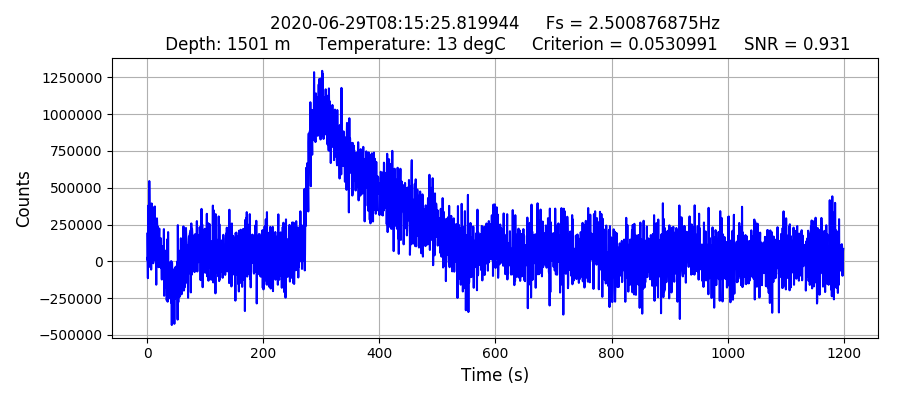 2020-06-29T08:15:25.819944 Fs = 2.500876875Hz
Depth: 1501 m Temperature: 13 degC Criterion = 0.0530991 SNR = 0.931
1250000
1000000
750000
500000
250000
0
−250000
−500000
Counts
0 200 400 600 800 1000 1200
Time (s)